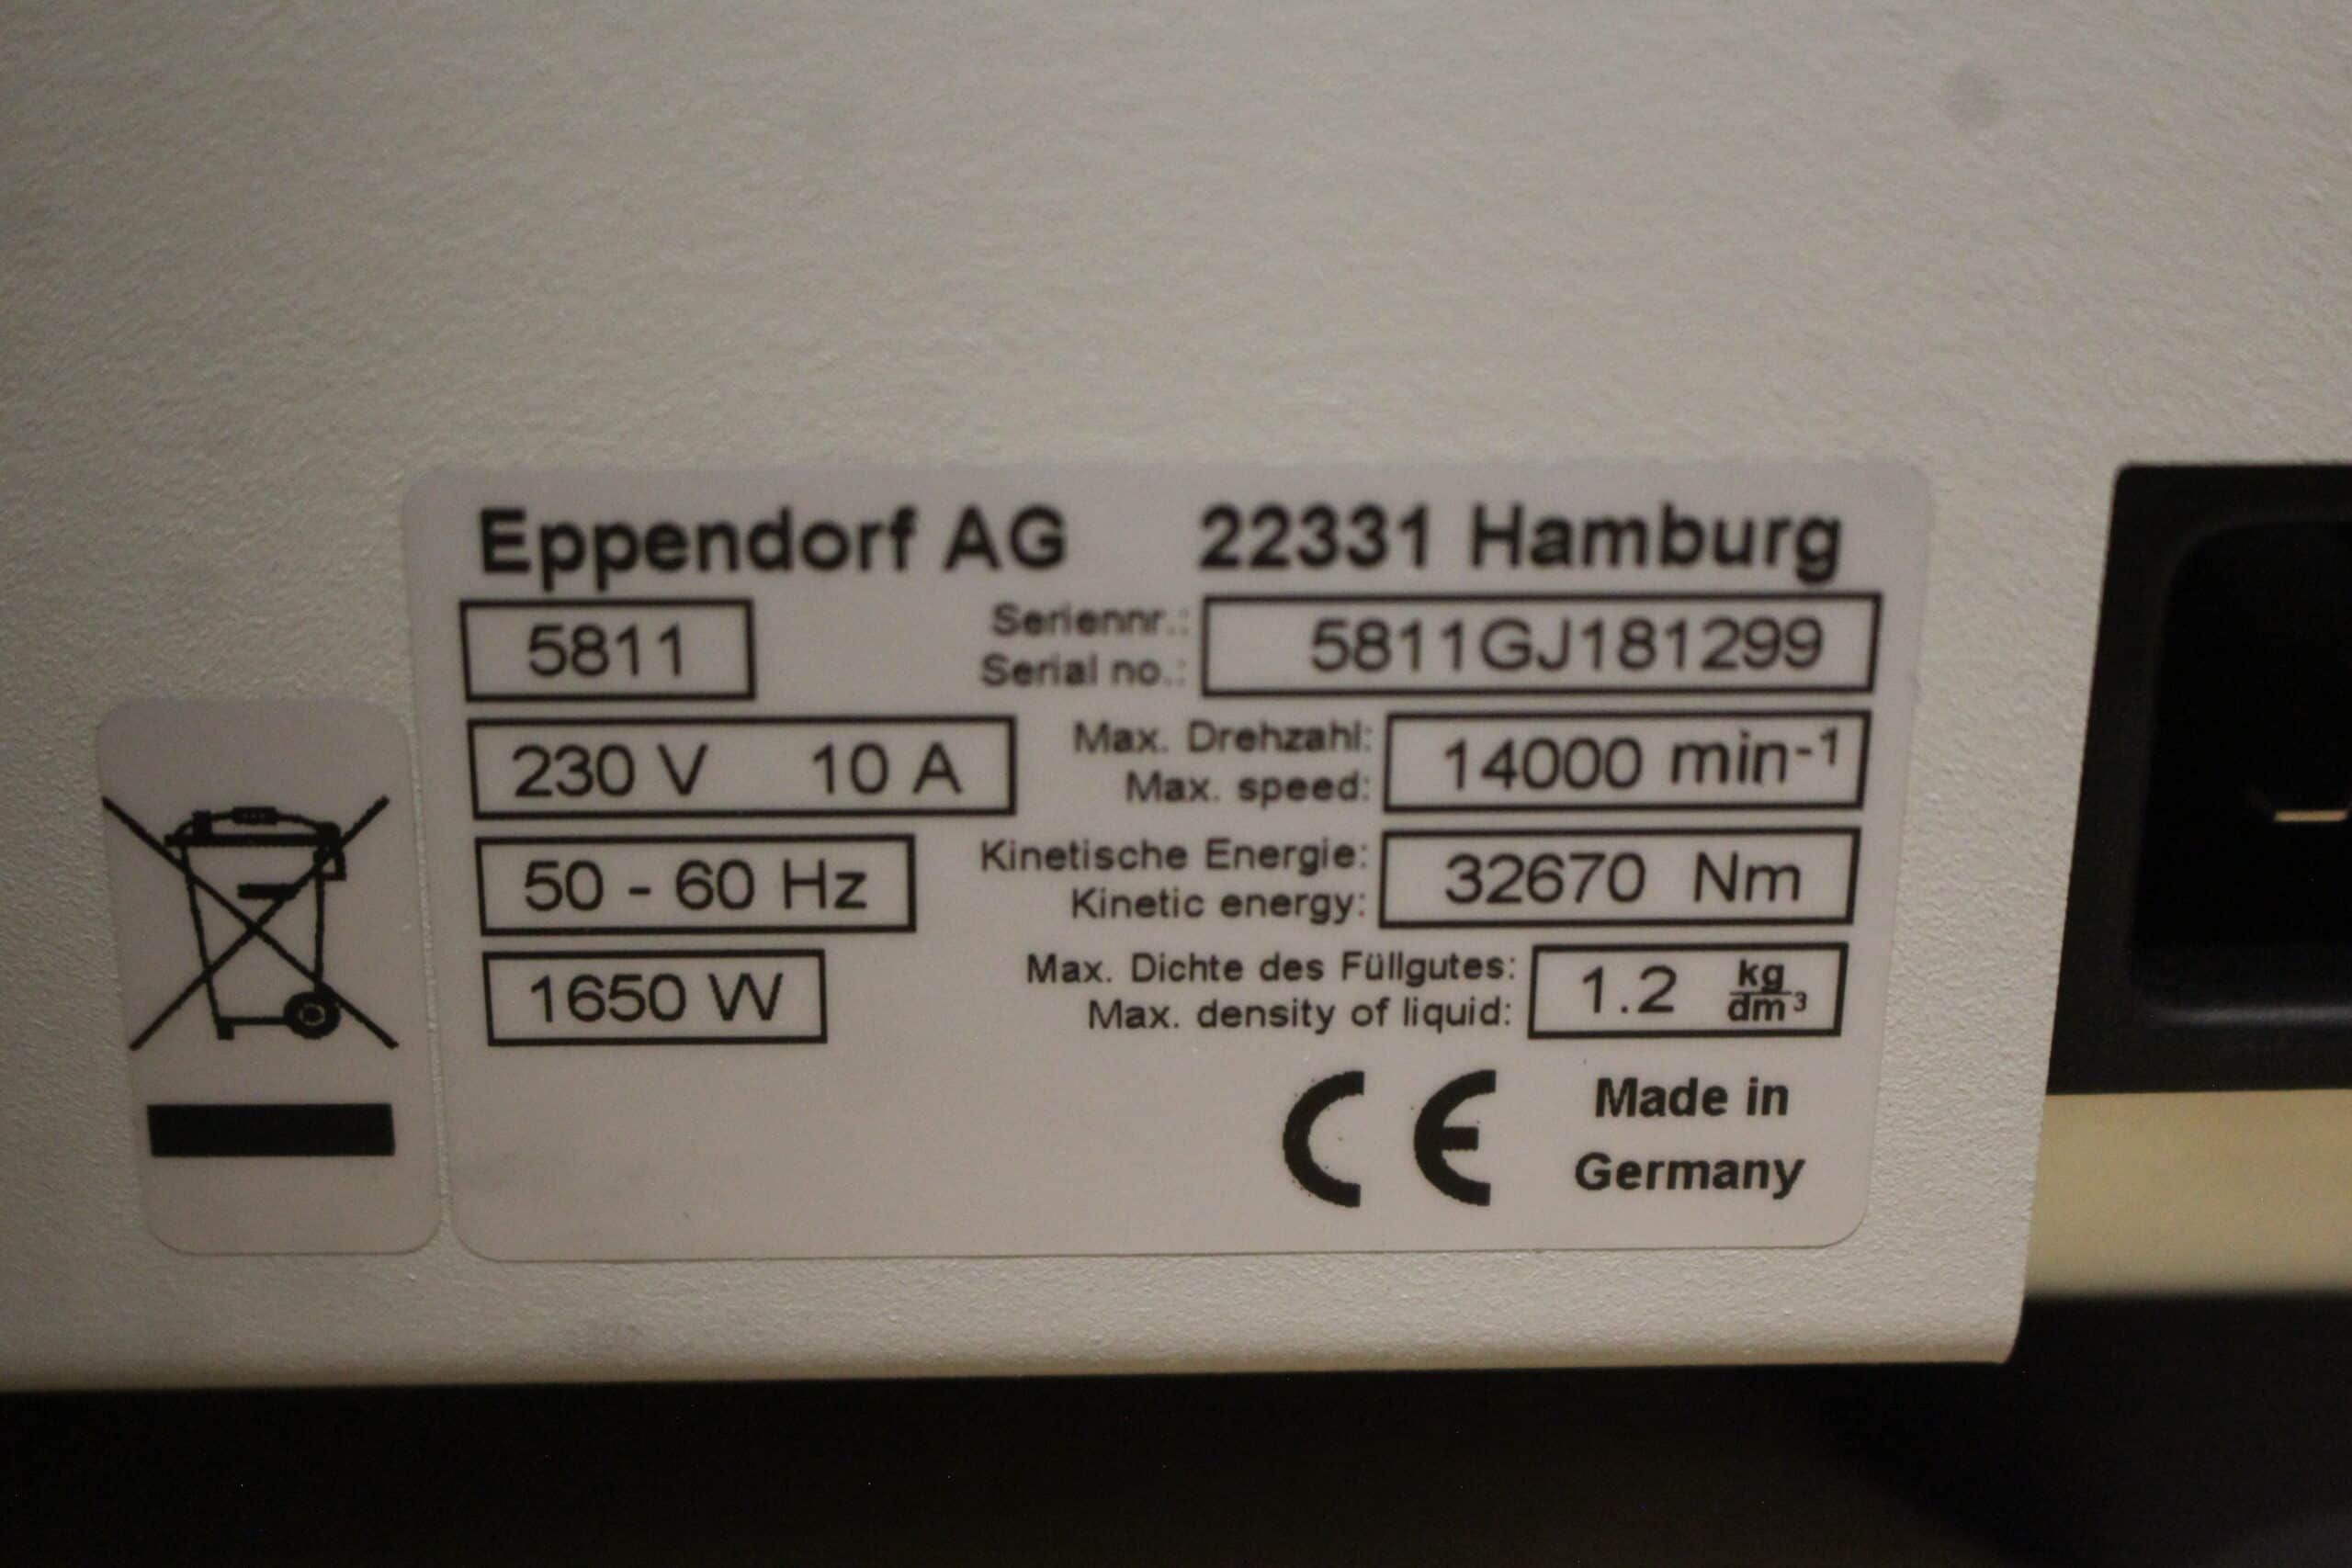 Eppendorf AG 22331 Hamburg
5811
Seriennr.:
Serial no.:
5811GJ181299
230 V 10 A
Max. Drehzahl:
Max. speed:
14000 min-1
50 - 60 Hz
Kinetische Energie:
Kinetic energy:
32670 Nm
1650 W
Max. Dichte des Füllgutes:
Max. density of liquid:
1.2 kg/dm³
CE
Made in
Germany